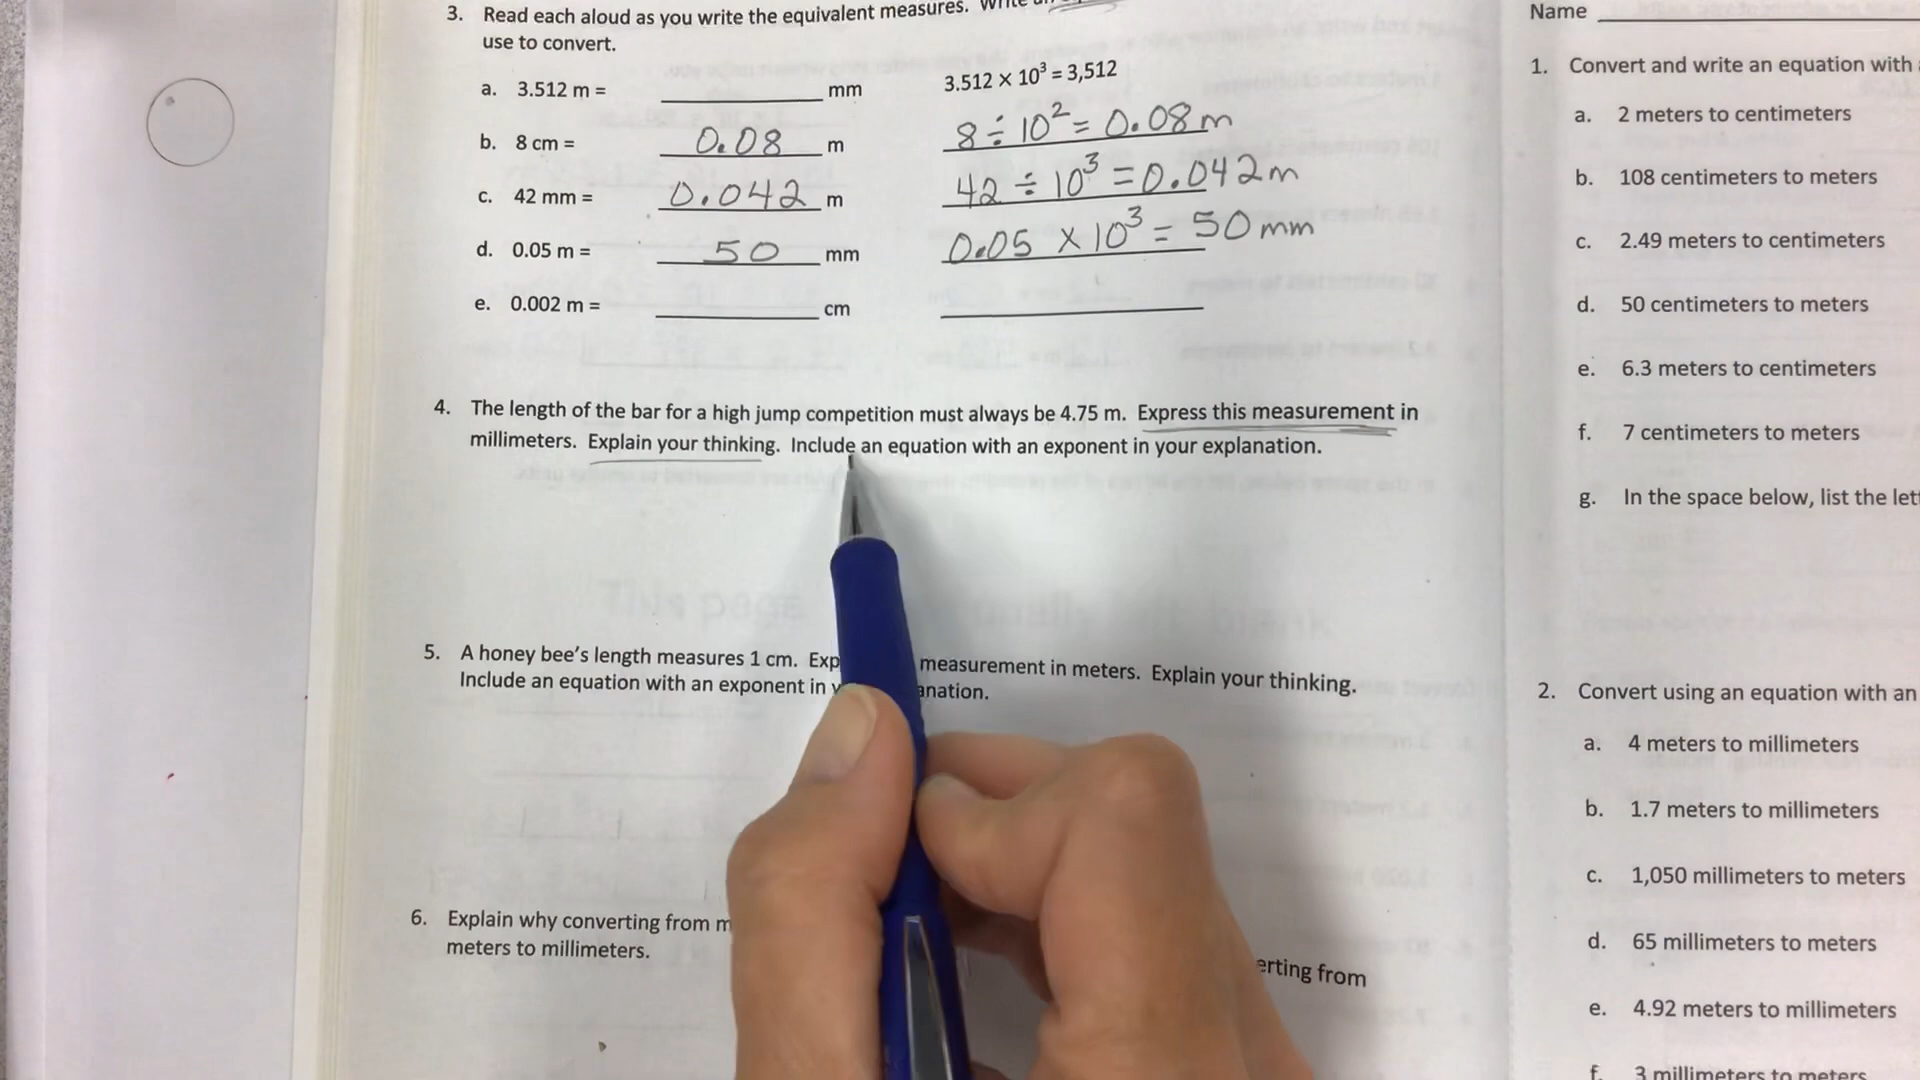 3. Read each aloud as you write the equivalent measures.
use to convert.
a. 3.512 m = mm 3.512 × 10³ = 3,512
b. 8 cm = 0.08 m 8 ÷ 10² = 0.08 m
c. 42 mm = 0.042 m 42 ÷ 10³ = 0.042 m
d. 0.05 m = 50 mm 0.05 × 10³ = 50 mm
e. 0.002 m = cm
4. The length of the bar for a high jump competition must always be 4.75 m. Express this measurement in
millimeters. Explain your thinking. Include an equation with an exponent in your explanation.
5. A honey bee's length measures 1 cm. measurement in meters. Explain your thinking.
Include an equation with an exponent in
6. Explain why converting from
erting from
meters to millimeters.
Name
1. Convert and write an equation with
a. 2 meters to centimeters
b. 108 centimeters to meters
c. 2.49 meters to centimeters
d. 50 centimeters to meters
e. 6.3 meters to centimeters
f. 7 centimeters to meters
g. In the space below, list the
2. Convert using an equation with an
a. 4 meters to millimeters
b. 1.7 meters to millimeters
c. 1,050 millimeters to meters
d. 65 millimeters to meters
e. 4.92 meters to millimeters
f. 3 millimeters to meters